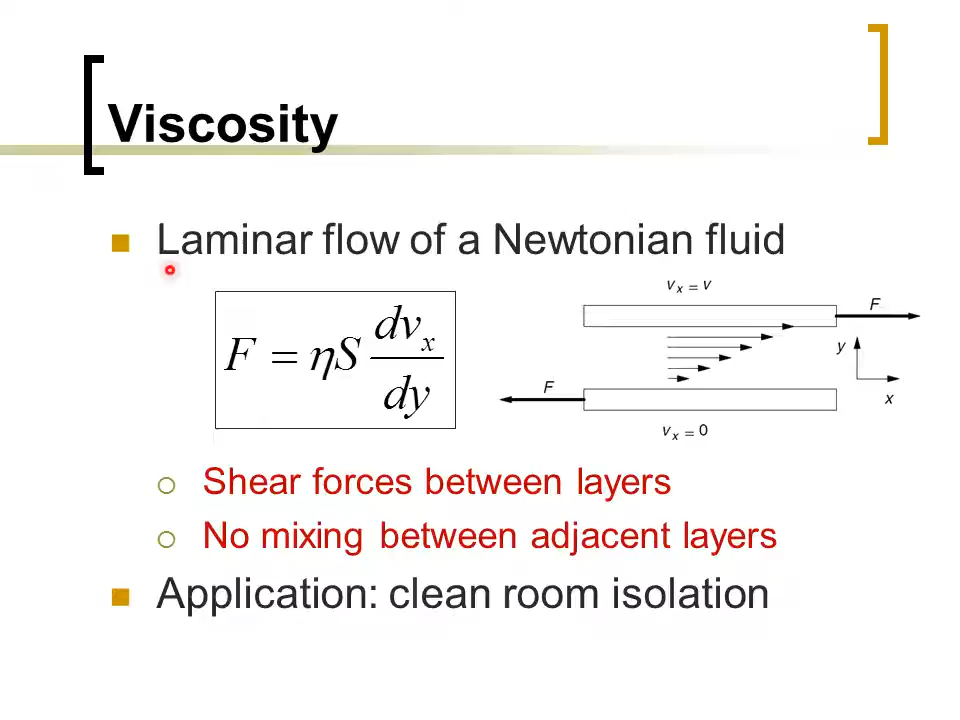 Viscosity
Laminar flow of a Newtonian fluid
v_x = v
F
F = ηS dv_x/dy
y
x
F
v_x = 0
Shear forces between layers
No mixing between adjacent layers
Application: clean room isolation